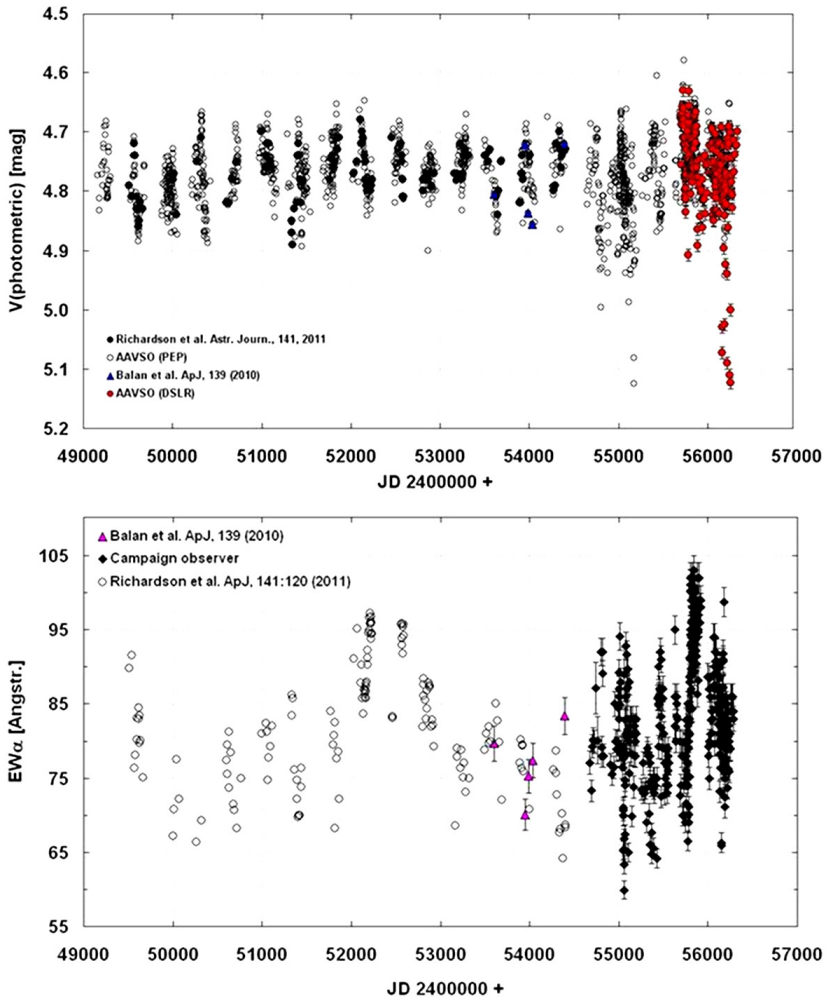 4.5
4.6
4.7
4.8
4.9
5.0
5.1
5.2
V(photometric) [mag]
Richardson et al. Astr. Journ., 141, 2011
AAVSO (PEP)
Balan et al. ApJ, 139 (2010)
AAVSO (DSLR)
49000 50000 51000 52000 53000 54000 55000 56000 57000
JD 2400000 +
105
95
85
75
65
55
EWα [Angstr.]
Balan et al. ApJ, 139 (2010)
Campaign observer
Richardson et al. ApJ, 141:120 (2011)
49000 50000 51000 52000 53000 54000 55000 56000 57000
JD 2400000 +